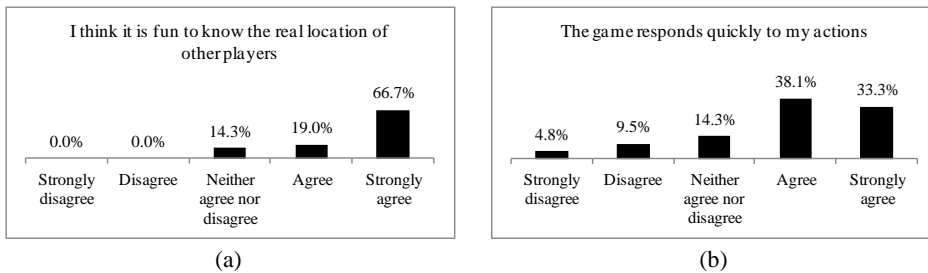 I think it is fun to know the real location of
other players
66.7%
14.3%
19.0%
0.0%
0.0%
Strongly
disagree
Disagree
Neither
agree nor
disagree
Agree
Strongly
agree
(a)
The game responds quickly to my actions
38.1%
33.3%
14.3%
9.5%
4.8%
Strongly
disagree
Disagree
Neither
agree nor
disagree
Agree
Strongly
agree
(b)